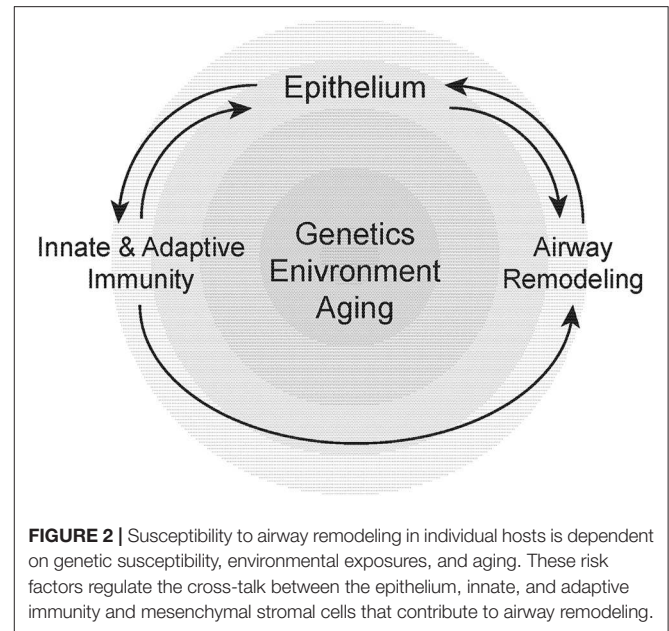 Epithelium
Innate & Adaptive
Immunity
Genetics
Enivronment
Aging
Airway
Remodeling
FIGURE 2 | Susceptibility to airway remodeling in individual hosts is dependent
on genetic susceptibility, environmental exposures, and aging. These risk
factors regulate the cross-talk between the epithelium, innate, and adaptive
immunity and mesenchymal stromal cells that contribute to airway remodeling.